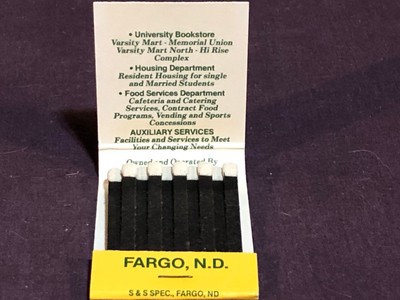 • University Bookstore
Varsity Mart - Memorial Union
Varsity Mart North - Hi Rise
Complex
• Housing Department
Resident Housing for single
and Married Students
• Food Services Department
Cafeteria and Catering
Services, Contract Food
Programs, Vending and Sports
Concessions
AUXILIARY SERVICES
Facilities and Services to Meet
Your Changing Needs
Owned and Operated By
FARGO, N.D.
S & S SPEC., FARGO, ND